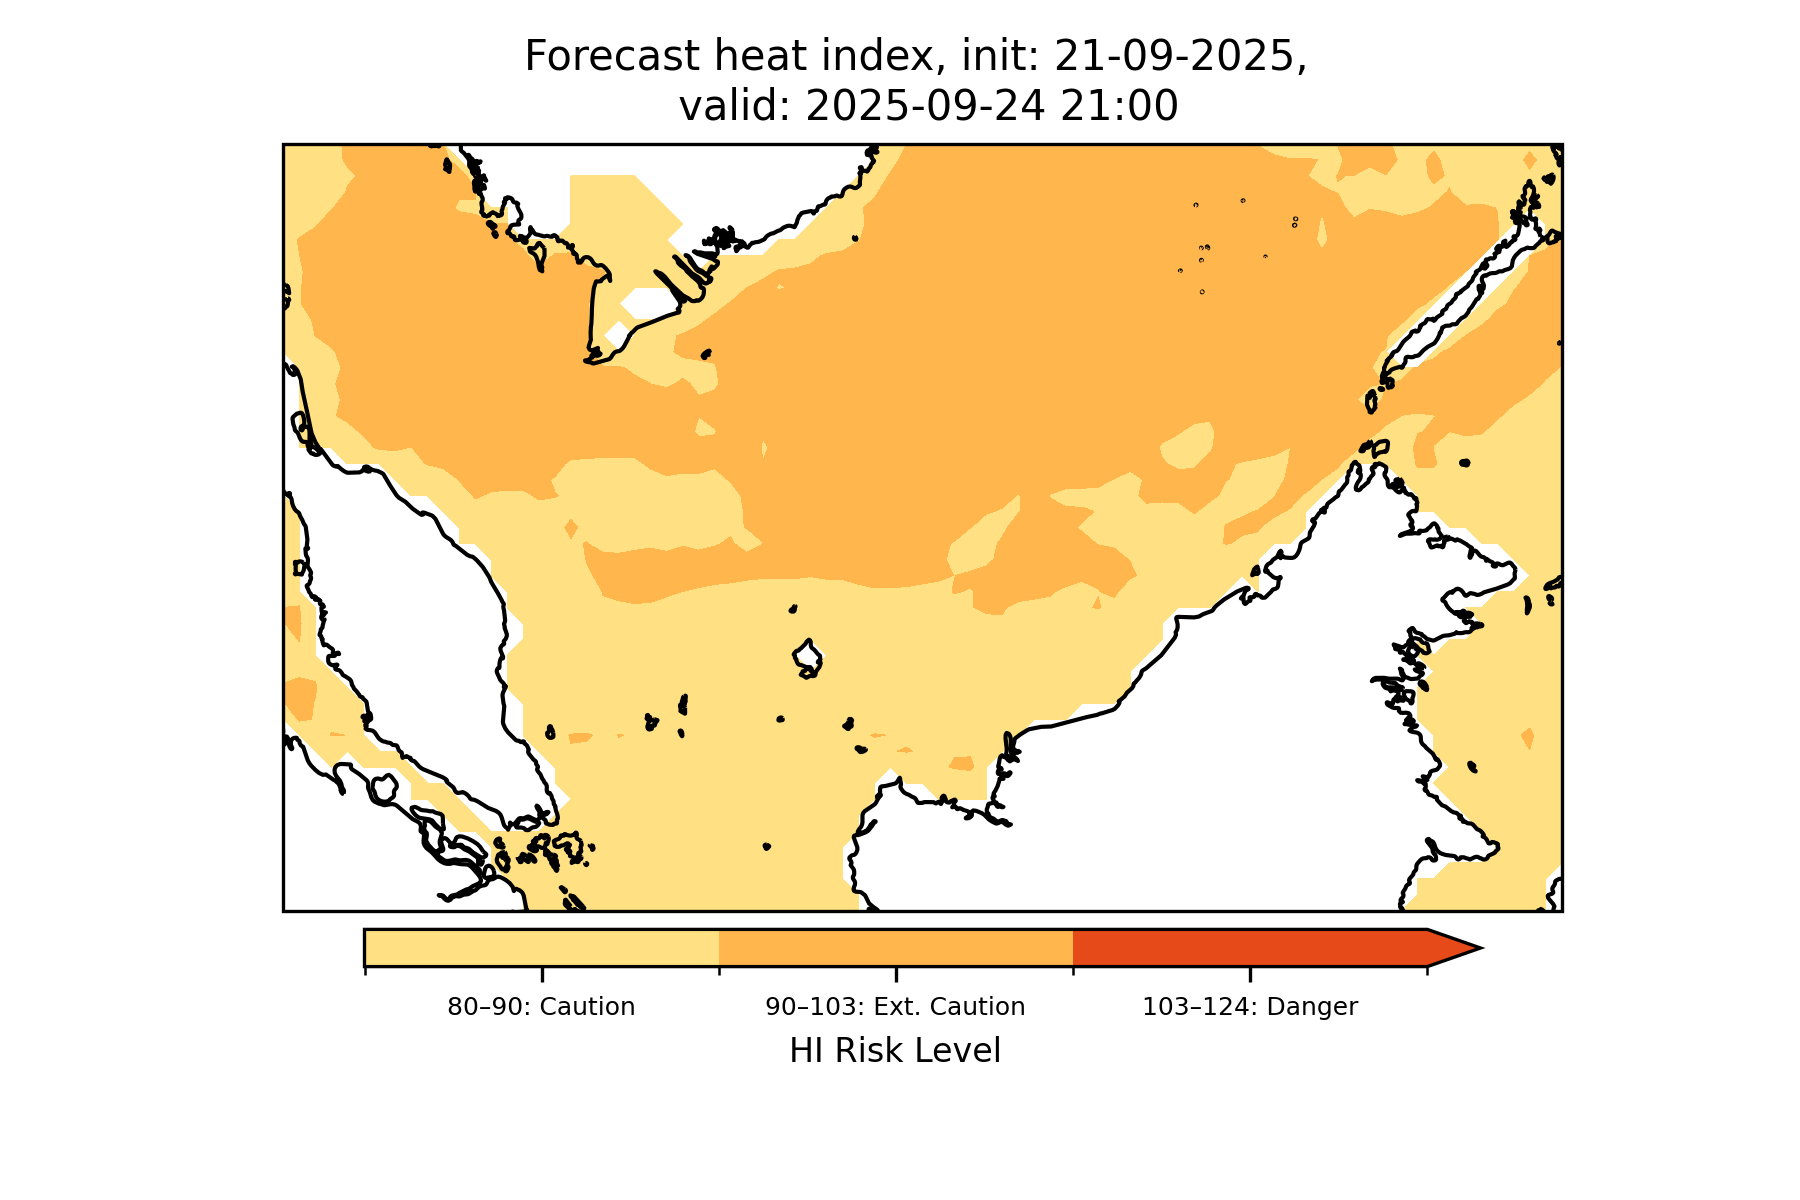 Forecast heat index, init: 21-09-2025,
valid: 2025-09-24 21:00
80–90: Caution
90–103: Ext. Caution
103–124: Danger
HI Risk Level